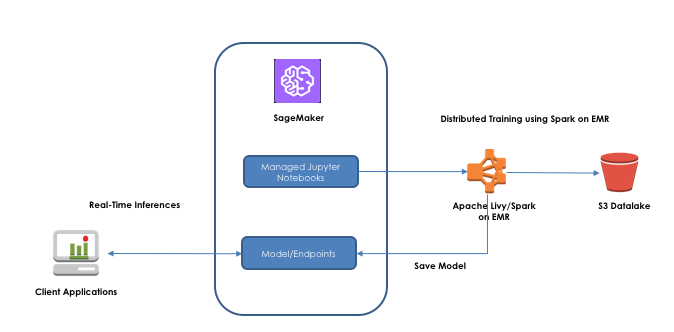 SageMaker
Distributed Training using Spark on EMR
Managed Jupyter
Notebooks
Real-Time Inferences
Apache Livy/Spark
on EMR
S3 Datalake
Model/Endpoints
Save Model
Client Applications